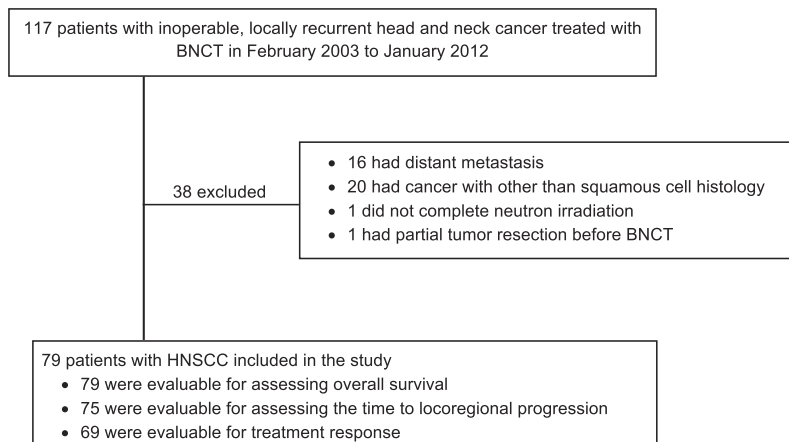 117 patients with inoperable, locally recurrent head and neck cancer treated with
BNCT in February 2003 to January 2012
38 excluded
• 16 had distant metastasis
• 20 had cancer with other than squamous cell histology
• 1 did not complete neutron irradiation
• 1 had partial tumor resection before BNCT
79 patients with HNSCC included in the study
• 79 were evaluable for assessing overall survival
• 75 were evaluable for assessing the time to locoregional progression
• 69 were evaluable for treatment response